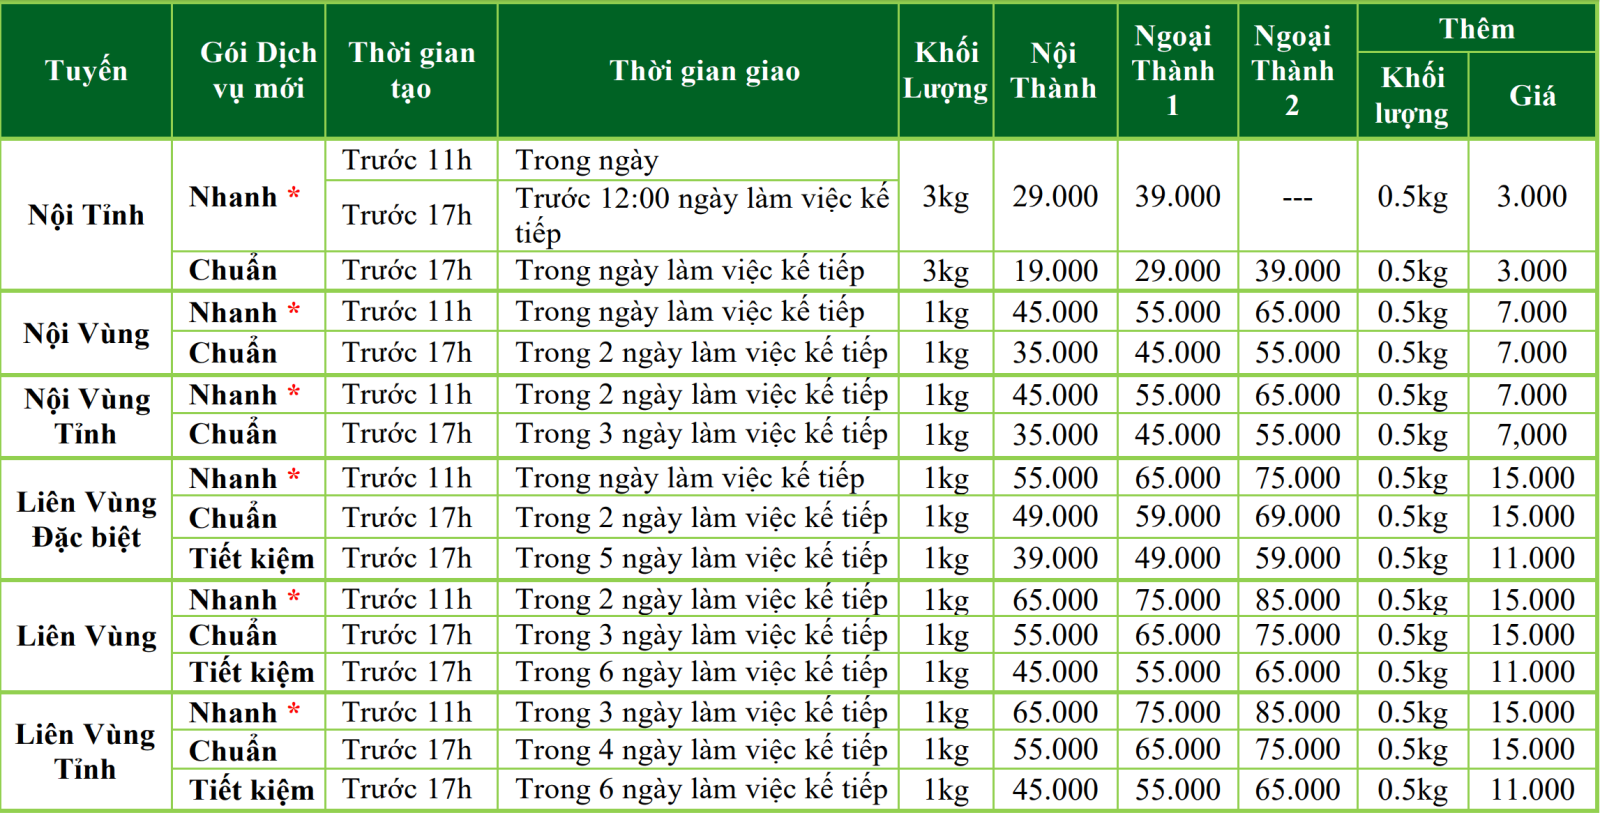 Tuyến Gói Dịch vụ mới Thời gian tạo Thời gian giao Khối Lượng Nội Thành Ngoại Thành 1 Ngoại Thành 2 Thêm
Khối lượng Giá
Nội Tỉnh Nhanh * Trước 11h Trong ngày 3kg 29.000 39.000 --- 0.5kg 3.000
Trước 17h Trước 12:00 ngày làm việc kế tiếp
Chuẩn Trước 17h Trong ngày làm việc kế tiếp 3kg 19.000 29.000 39.000 0.5kg 3.000
Nội Vùng Nhanh * Trước 11h Trong ngày làm việc kế tiếp 1kg 45.000 55.000 65.000 0.5kg 7.000
Chuẩn Trước 17h Trong 2 ngày làm việc kế tiếp 1kg 35.000 45.000 55.000 0.5kg 7.000
Nội Vùng Tỉnh Nhanh * Trước 11h Trong 2 ngày làm việc kế tiếp 1kg 45.000 55.000 65.000 0.5kg 7.000
Chuẩn Trước 17h Trong 3 ngày làm việc kế tiếp 1kg 35.000 45.000 55.000 0.5kg 7,000
Liên Vùng Đặc biệt Nhanh * Trước 11h Trong ngày làm việc kế tiếp 1kg 55.000 65.000 75.000 0.5kg 15.000
Chuẩn Trước 17h Trong 2 ngày làm việc kế tiếp 1kg 49.000 59.000 69.000 0.5kg 15.000
Tiết kiệm Trước 17h Trong 5 ngày làm việc kế tiếp 1kg 39.000 49.000 59.000 0.5kg 11.000
Liên Vùng Nhanh * Trước 11h Trong 2 ngày làm việc kế tiếp 1kg 65.000 75.000 85.000 0.5kg 15.000
Chuẩn Trước 17h Trong 3 ngày làm việc kế tiếp 1kg 55.000 65.000 75.000 0.5kg 15.000
Tiết kiệm Trước 17h Trong 6 ngày làm việc kế tiếp 1kg 45.000 55.000 65.000 0.5kg 11.000
Liên Vùng Tỉnh Nhanh * Trước 11h Trong 3 ngày làm việc kế tiếp 1kg 65.000 75.000 85.000 0.5kg 15.000
Chuẩn Trước 17h Trong 4 ngày làm việc kế tiếp 1kg 55.000 65.000 75.000 0.5kg 15.000
Tiết kiệm Trước 17h Trong 6 ngày làm việc kế tiếp 1kg 45.000 55.000 65.000 0.5kg 11.000